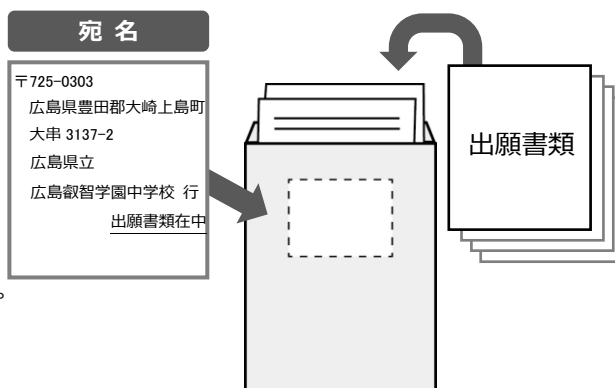 宛 名
〒725-0303
広島県豊田郡大崎上島町
大串 3137-2
広島県立
広島叡智学園中学校 行
出願書類在中
出願書類
。